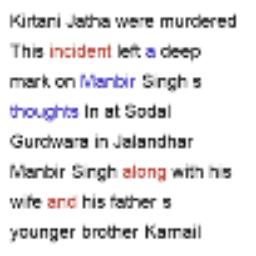 Kirtani Jatha were murdered
This incident left a deep
mark on Manbir Singh s
thoughts In at Sodal
Gurdwara in Jalandhar
Manbir Singh along with his
wife and his father s
younger brother Karnail